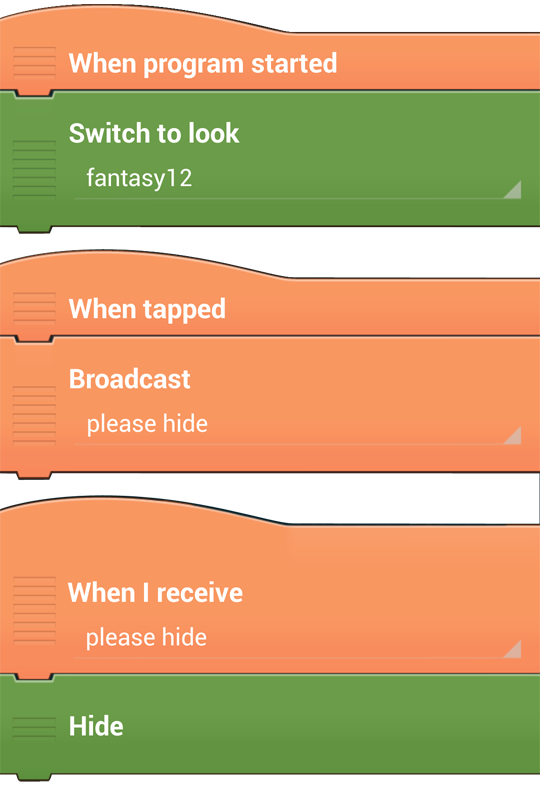 When program started
Switch to look
fantasy12
When tapped
Broadcast
please hide
When I receive
please hide
Hide